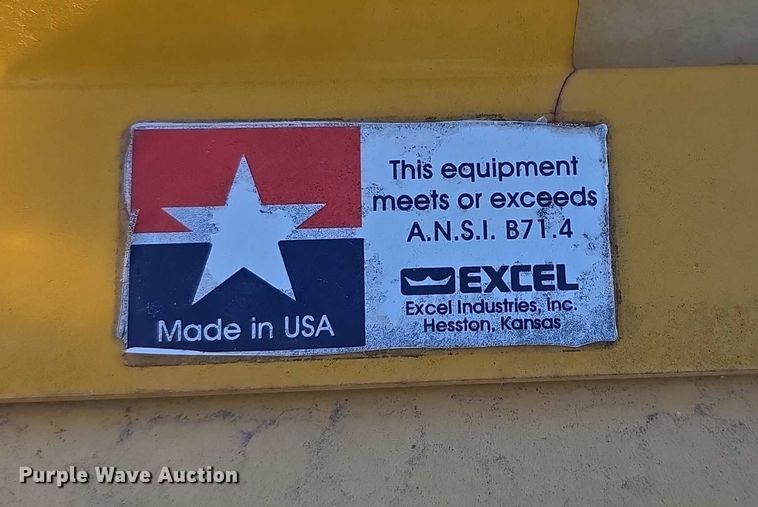 Made in USA
This equipment
meets or exceeds
A.N.S.I. B71.4
EXCEL
Excel Industries, Inc.
Hesston, Kansas
Purple Wave Auction